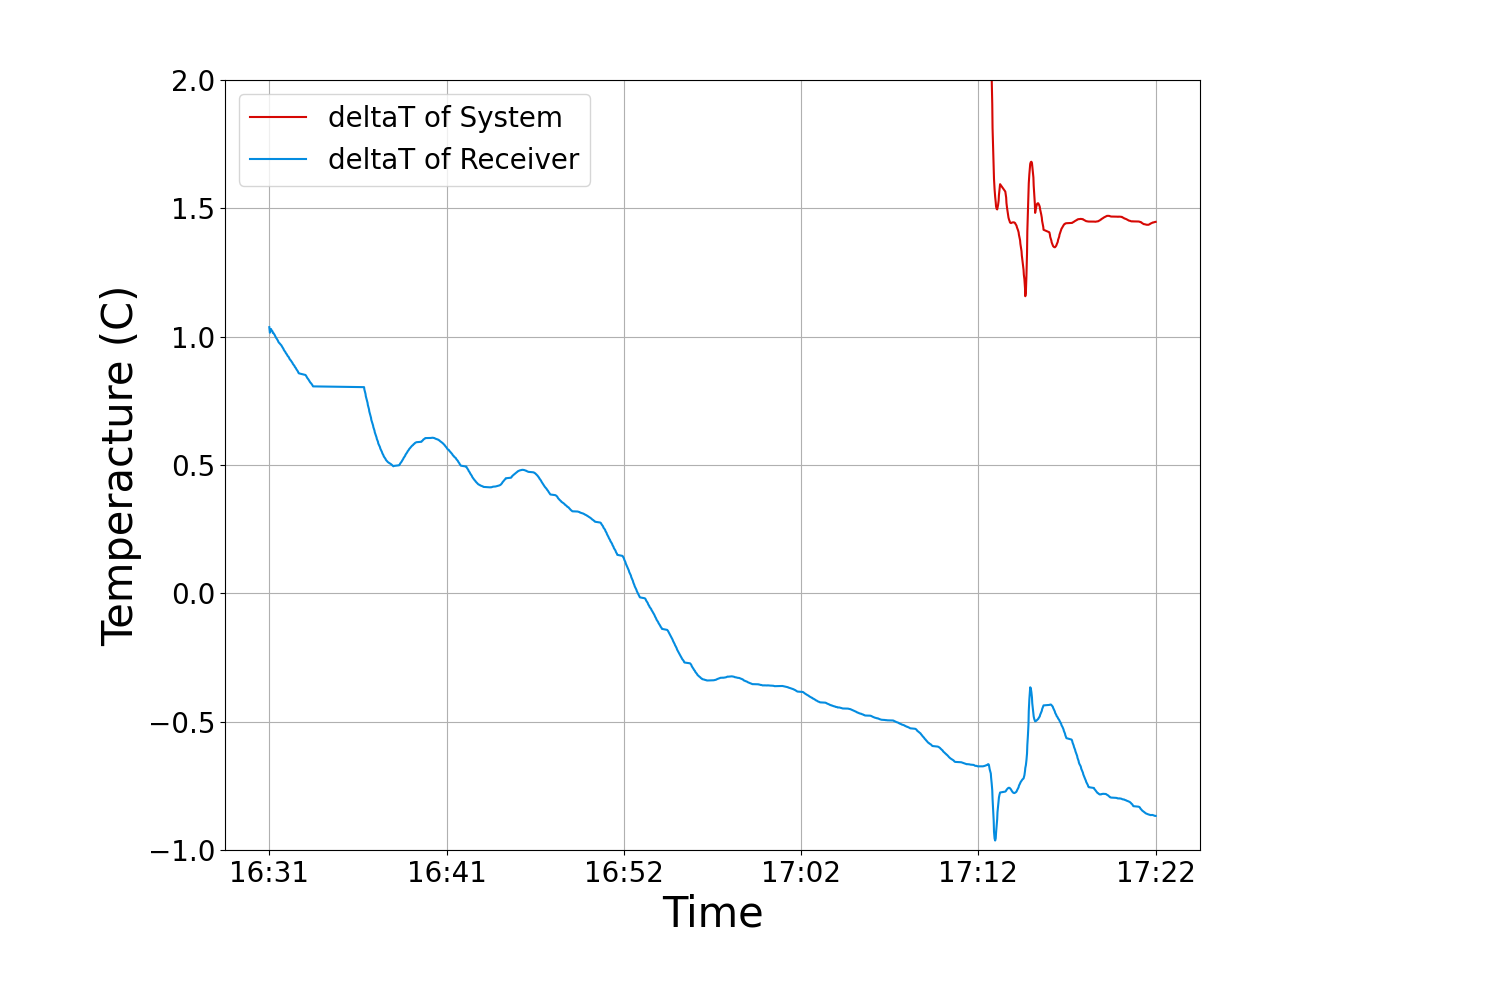 deltaT of System
deltaT of Receiver
Temperacture (C)
2.0
1.5
1.0
0.5
0.0
−0.5
−1.0
16:31 16:41 16:52 17:02 17:12 17:22
Time